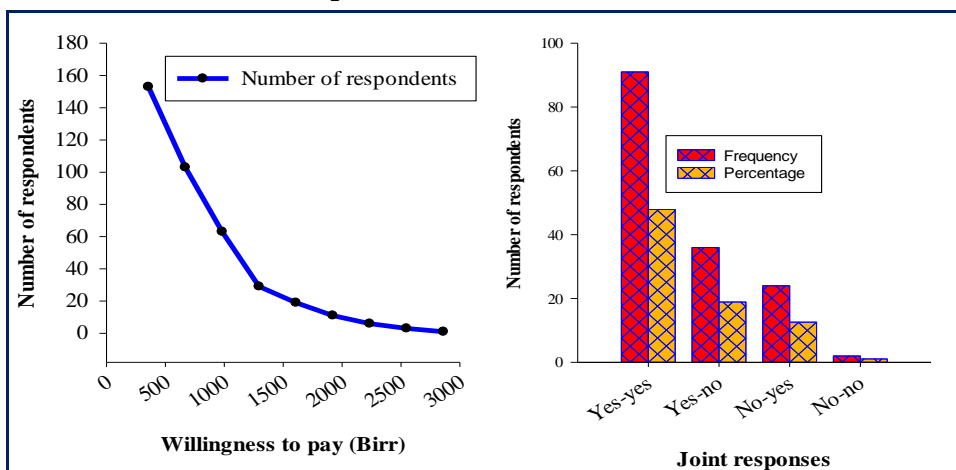 180
160
140
120
100
80
60
40
20
0
Number of respondents
Number of respondents
0
500
1000
1500
2000
2500
3000
Willingness to pay (Birr)
100
80
60
40
20
0
Number of respondents
Frequency
Percentage
Yes-yes
Yes-no
No-yes
No-no
Joint responses